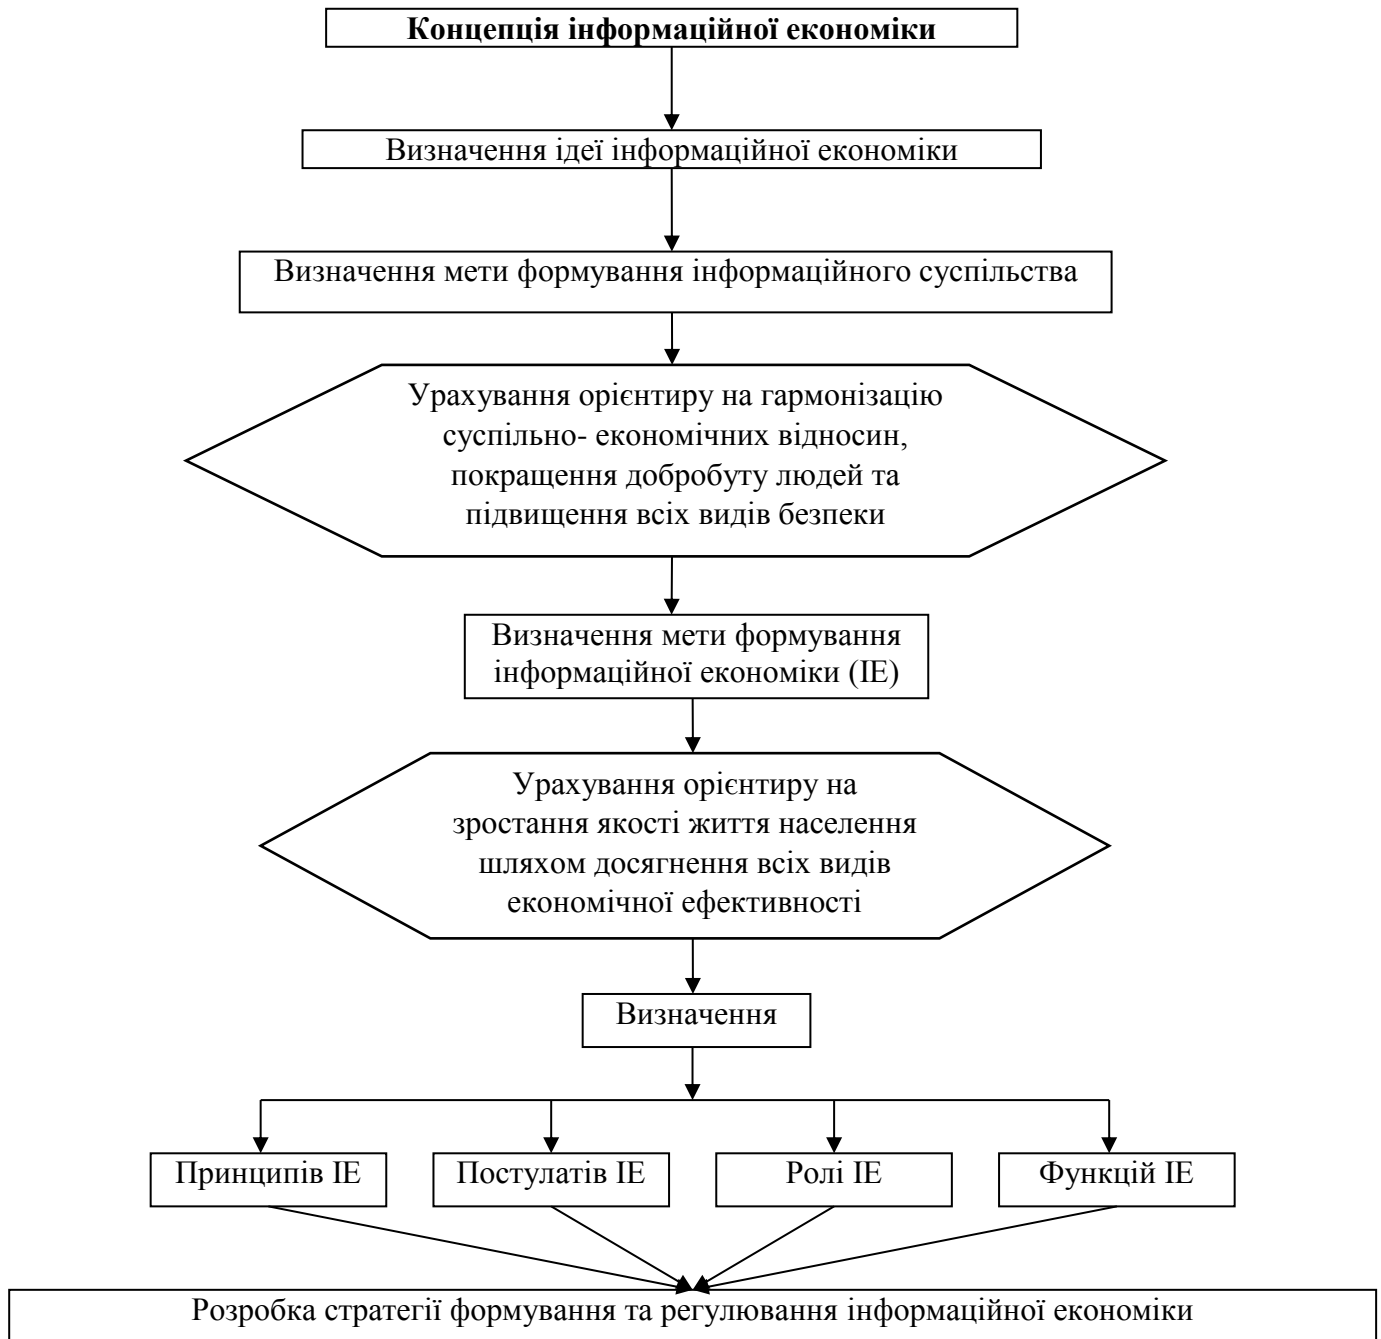 Концепція інформаційної економіки
Визначення ідеї інформаційної економіки
Визначення мети формування інформаційного суспільства
Урахування орієнтиру на гармонізацію
суспільно- економічних відносин,
покращення добробуту людей та
підвищення всіх видів безпеки
Визначення мети формування
інформаційної економіки (ІЕ)
Урахування орієнтиру на
зростання якості життя населення
шляхом досягнення всіх видів
економічної ефективності
Визначення
Принципів ІЕ
Постулатів ІЕ
Ролі ІЕ
Функцій ІЕ
Розробка стратегії формування та регулювання інформаційної економіки